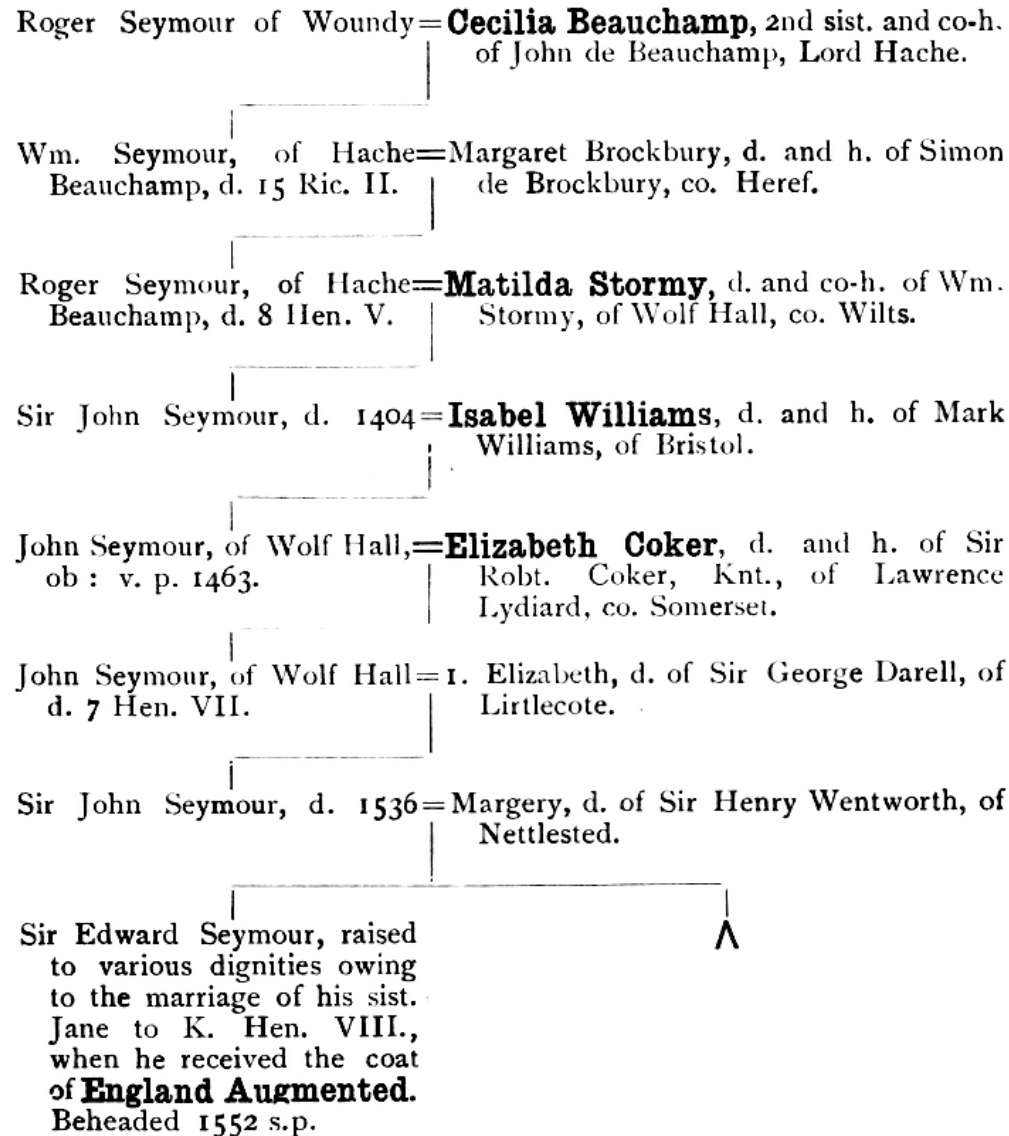 Roger Seymour of Woundy=Cecilia Beauchamp, 2nd sist. and co-h.
of John de Beauchamp, Lord Hache.
Wm. Seymour, of Hache=Margaret Brockbury, d. and h. of Simon
Beauchamp, d. 15 Ric. II. de Brockbury, co. Heref.
Roger Seymour, of Hache=Matilda Stormy, d. and co-h. of Wm.
Beauchamp, d. 8 Hen. V. Stormy, of Wolf Hall, co. Wilts.
Sir John Seymour, d. 1404=Isabel Williams, d. and h. of Mark
Williams, of Bristol.
John Seymour, of Wolf Hall,=Elizabeth Coker, d. and h. of Sir
ob : v. p. 1463. Robt. Coker, Knt., of Lawrence
Lydiard, co. Somerset.
John Seymour, of Wolf Hall=1. Elizabeth, d. of Sir George Darell, of
d. 7 Hen. VII. Lirtlecote.
Sir John Seymour, d. 1536=Margery, d. of Sir Henry Wentworth, of
Nettlested.
Sir Edward Seymour, raised
to various dignities owing
to the marriage of his sist.
Jane to K. Hen. VIII.,
when he received the coat
of England Augmented.
Beheaded 1552 s.p.